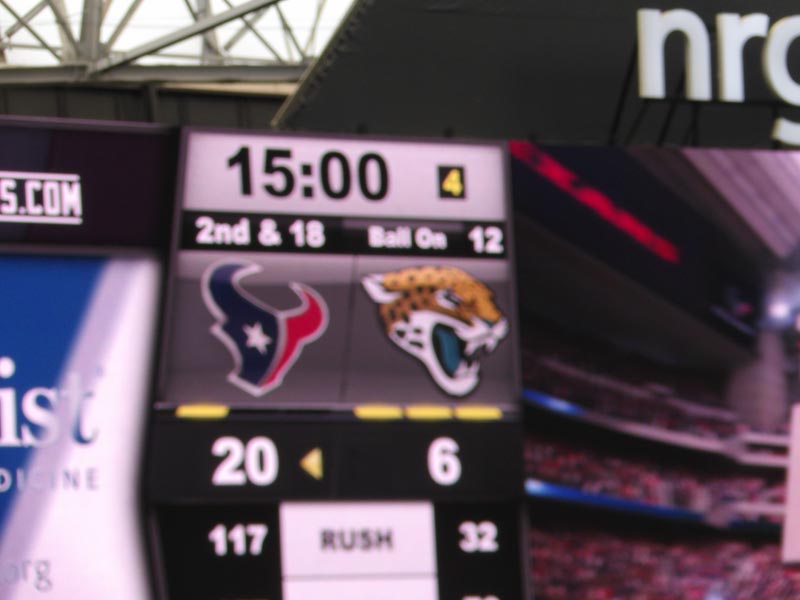 nrg
15:00 4
S.COM
2nd & 18 Ball On 12
ist
20 6
DICINE
117 RUSH 32
org